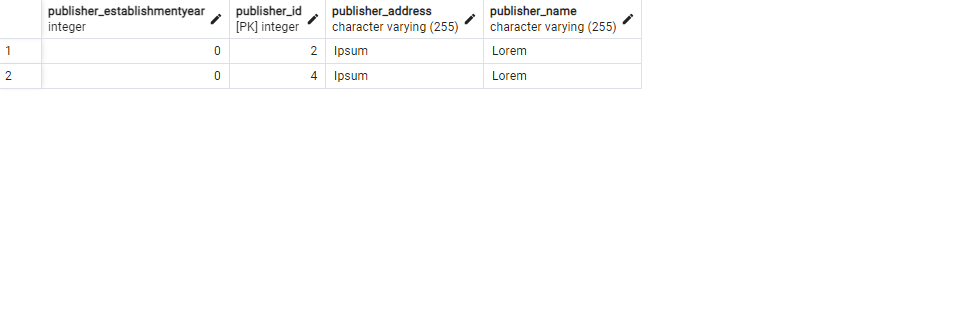 publisher_establishmentyear publisher_id publisher_address publisher_name
integer [PK] integer character varying (255) character varying (255)
1 0 2 Ipsum Lorem
2 0 4 Ipsum Lorem